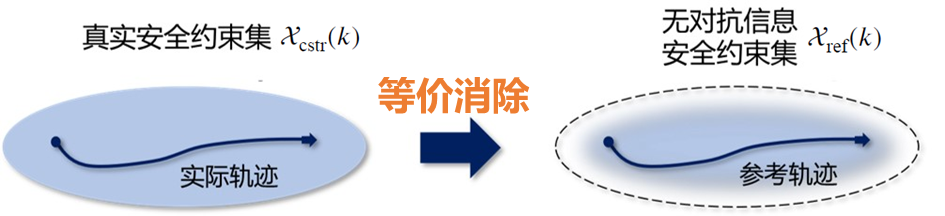 真实安全约束集 𝒳cstr(k)
无对抗信息
安全约束集 𝒳ref(k)
等价消除
实际轨迹
参考轨迹